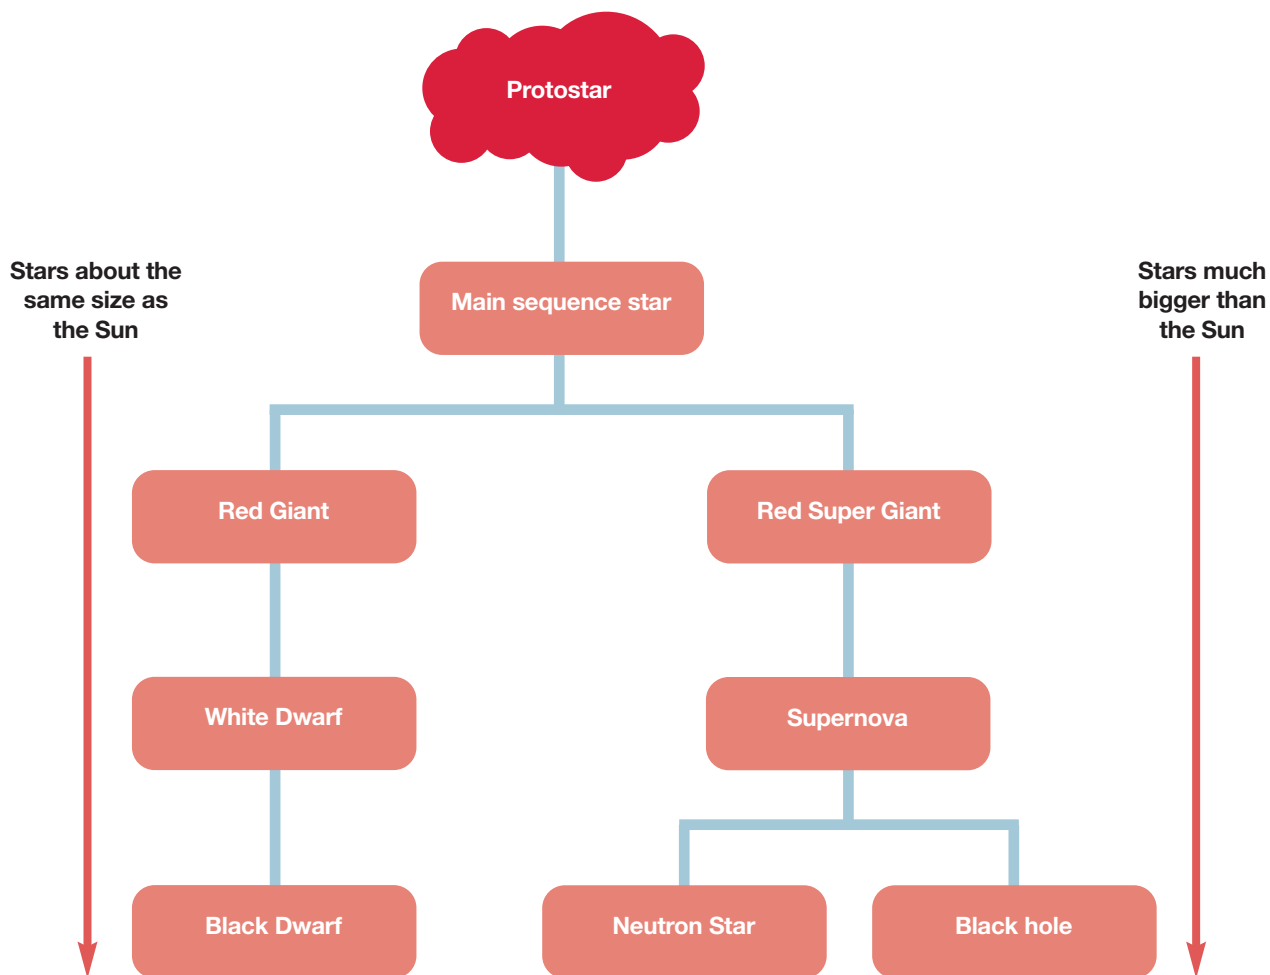 Protostar
Stars about the
same size as
the Sun
Main sequence star
Stars much
bigger than
the Sun
Red Giant
Red Super Giant
White Dwarf
Supernova
Black Dwarf
Neutron Star
Black hole